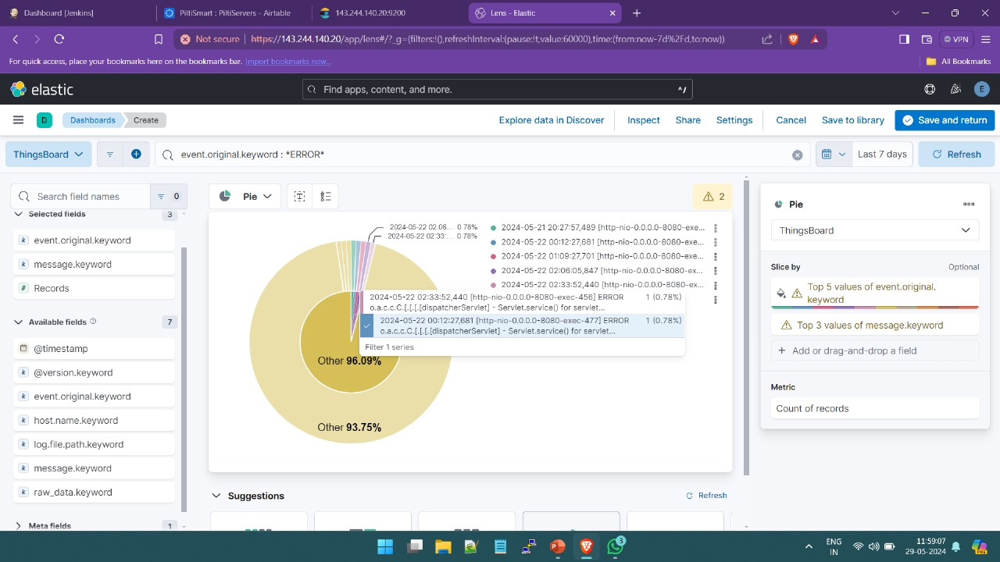 Dashboard [Jenkins]
PiltiSmart : PiltiServers - Airtable
143.244.140.20:9200
Lens - Elastic
Not secure
https://143.244.140.20/app/lens#/?_g=(filters:!(),refreshInterval:(pause:!t,value:60000),time:(from:now-7d%2Fd,to:now))
VPN
For quick access, place your bookmarks here on the bookmarks bar. Import bookmarks now...
All Bookmarks
elastic
Find apps, content, and more.
^/
E
D
Dashboards
Create
Explore data in Discover
Inspect
Share
Settings
Cancel
Save to library
Save and return
ThingsBoard
event.original.keyword : *ERROR*
Last 7 days
Refresh
Search field names
0
Selected fields
3
k event.original.keyword
k message.keyword
# Records
Available fields
7
@timestamp
k @version.keyword
k event.original.keyword
k host.name.keyword
k log.file.path.keyword
k message.keyword
k raw_data.keyword
Meta fields
1
Pie
2
2024-05-22 02:06... 0.78%
2024-05-22 02:33:... 0.78%
2024-05-21 20:27:57,489 [http-nio-0.0.0.0-8080-exe...
2024-05-22 00:12:27,681 [http-nio-0.0.0.0-8080-exe...
2024-05-22 01:09:27,701 [http-nio-0.0.0.0-8080-exe...
2024-05-22 02:06:05,847 [http-nio-0.0.0.0-8080-ex...
2024-05-22 02:33:52,440 [http-nio-0.0.0.0-8080-ex...
2024-05-22 02:33:52,440 [http-nio-0.0.0.0-8080-exec-456] ERROR 1 (0.78%)
o.a.c.c.C.[.[.[.[dispatcherServlet] - Servlet.service() for servlet...
2024-05-22 00:12:27,681 [http-nio-0.0.0.0-8080-exec-477] ERROR 1 (0.78%)
o.a.c.c.C.[.[.[.[dispatcherServlet] - Servlet.service() for servlet...
Filter 1 series
Other 96.09%
Other 93.75%
Suggestions
Refresh
Pie
ThingsBoard
Slice by
Optional
Top 5 values of event.original.
keyword
Top 3 values of message.keyword
Add or drag-and-drop a field
Metric
Count of records
3
ENG
IN
11:59:07
29-05-2024
PRE